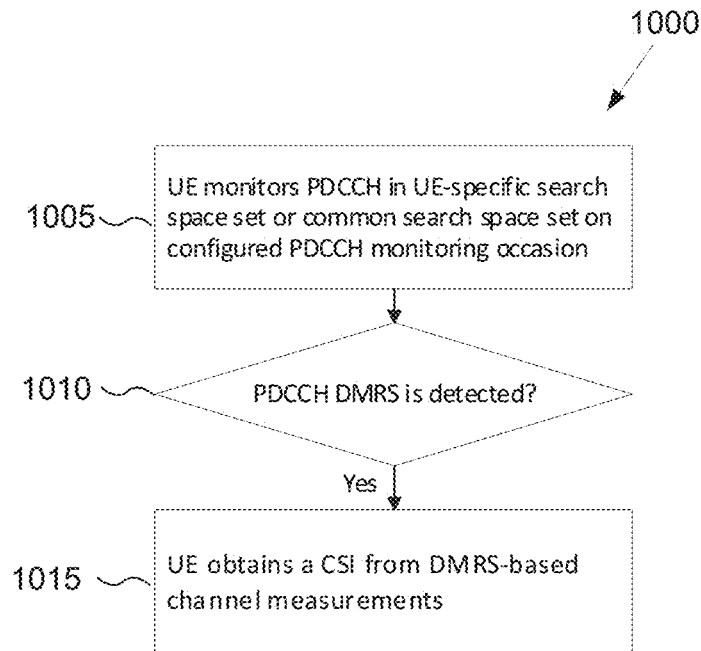 1000
UE monitors PDCCH in UE-specific search
space set or common search space set on
configured PDCCH monitoring occasion
1005
PDCCH DMRS is detected?
1010
Yes
UE obtains a CSI from DMRS-based
channel measurements
1015